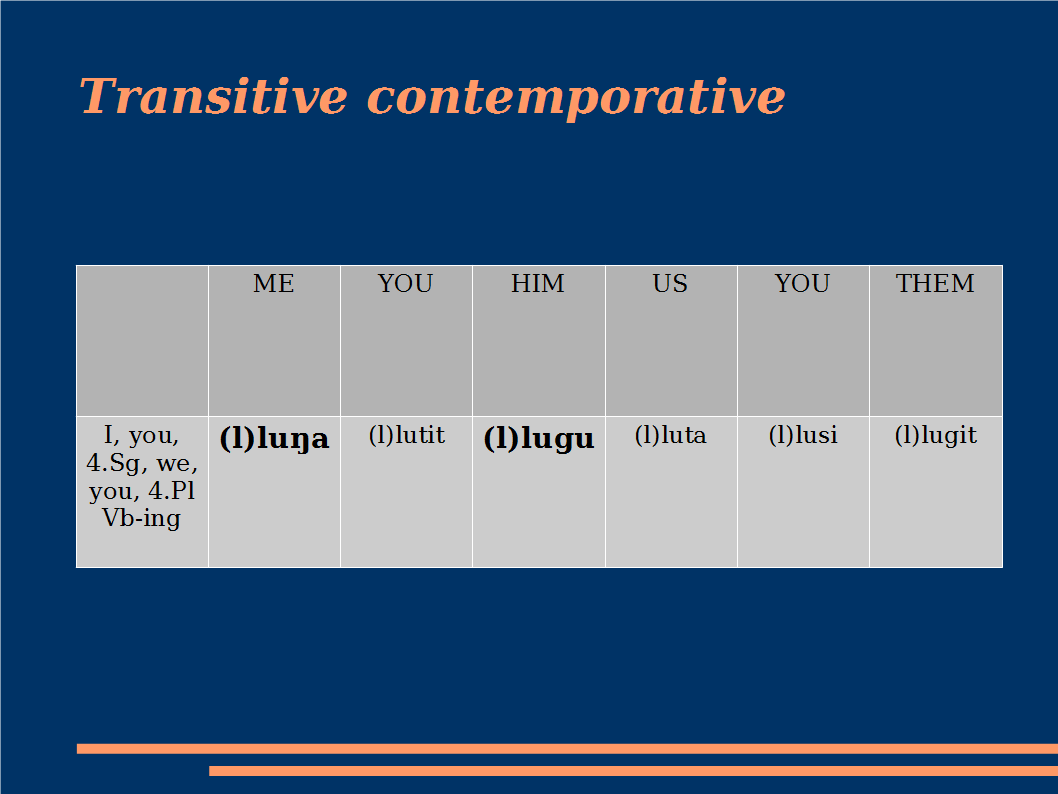 Transitive contemporative
ME YOU HIM US YOU THEM
I, you, (l)luŋa (l)lutit (l)lugu (l)luta (l)lusi (l)lugit
4.Sg, we,
you, 4.Pl
Vb-ing